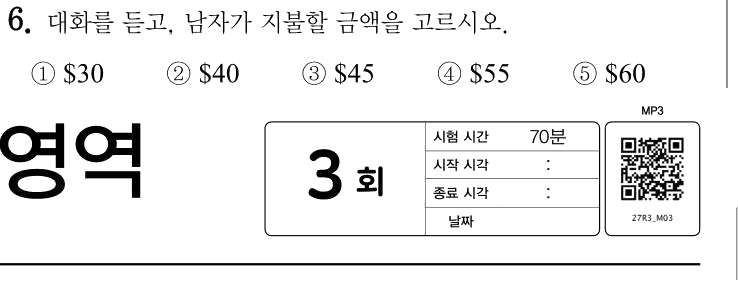 6. 대화를 듣고, 남자가 지불할 금액을 고르시오.
① $30 ② $40 ③ $45 ④ $55 ⑤ $60
영역
3회
시험 시간 70분
시작 시각 :
종료 시각 :
날짜
MP3
27R3_M03